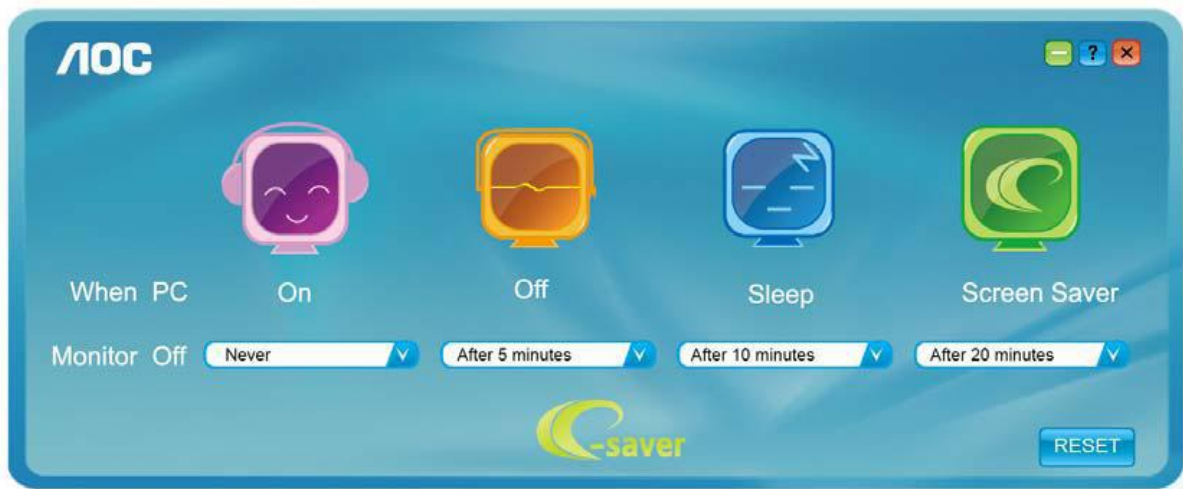 AOC
?
When PC On Off Sleep Screen Saver
Monitor Off Never After 5 minutes After 10 minutes After 20 minutes
e-saver
RESET